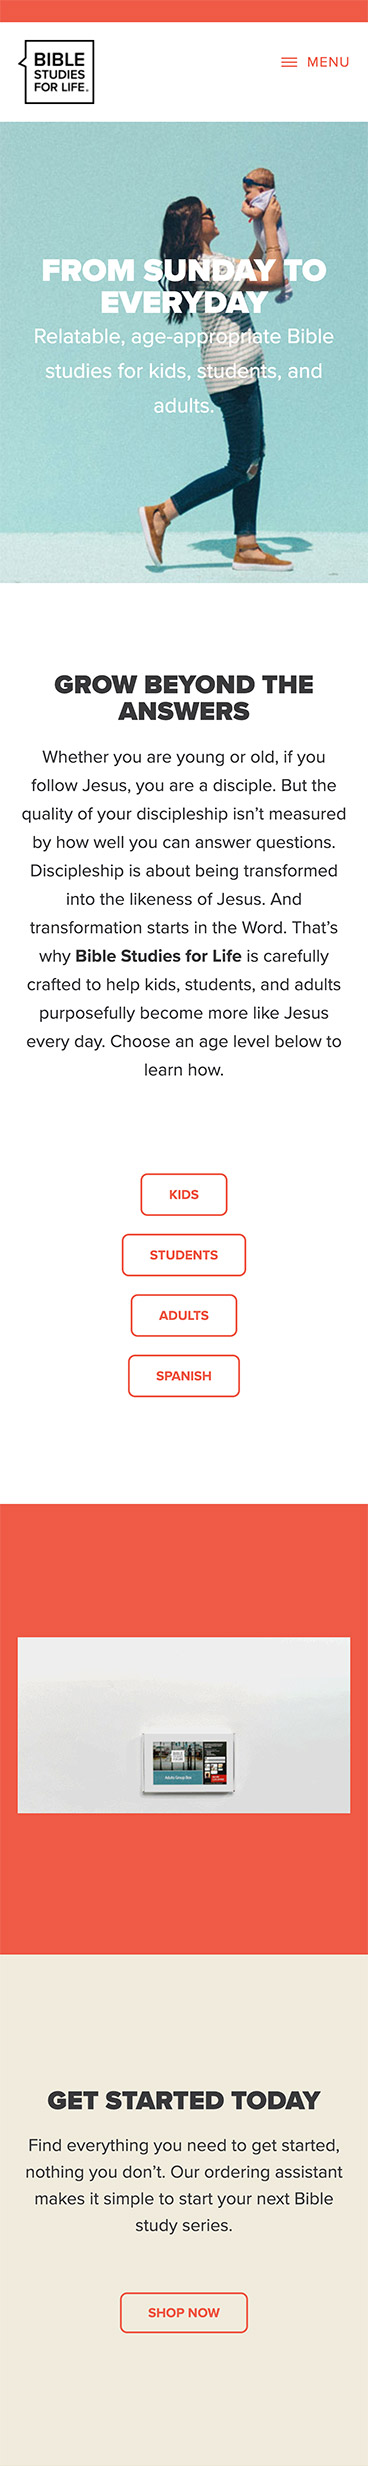 BIBLE
STUDIES
FOR LIFE®
MENU
FROM SUNDAY TO
EVERYDAY
Relatable, age-appropriate Bible
studies for kids, students, and
adults.
GROW BEYOND THE
ANSWERS
Whether you are young or old, if you
follow Jesus, you are a disciple. But the
quality of your discipleship isn’t measured
by how well you can answer questions.
Discipleship is about being transformed
into the likeness of Jesus. And
transformation starts in the Word. That’s
why Bible Studies for Life is carefully
crafted to help kids, students, and adults
purposefully become more like Jesus
every day. Choose an age level below to
learn how.
KIDS
STUDENTS
ADULTS
SPANISH
Adults Group Box
GET STARTED TODAY
Find everything you need to get started,
nothing you don’t. Our ordering assistant
makes it simple to start your next Bible
study series.
SHOP NOW